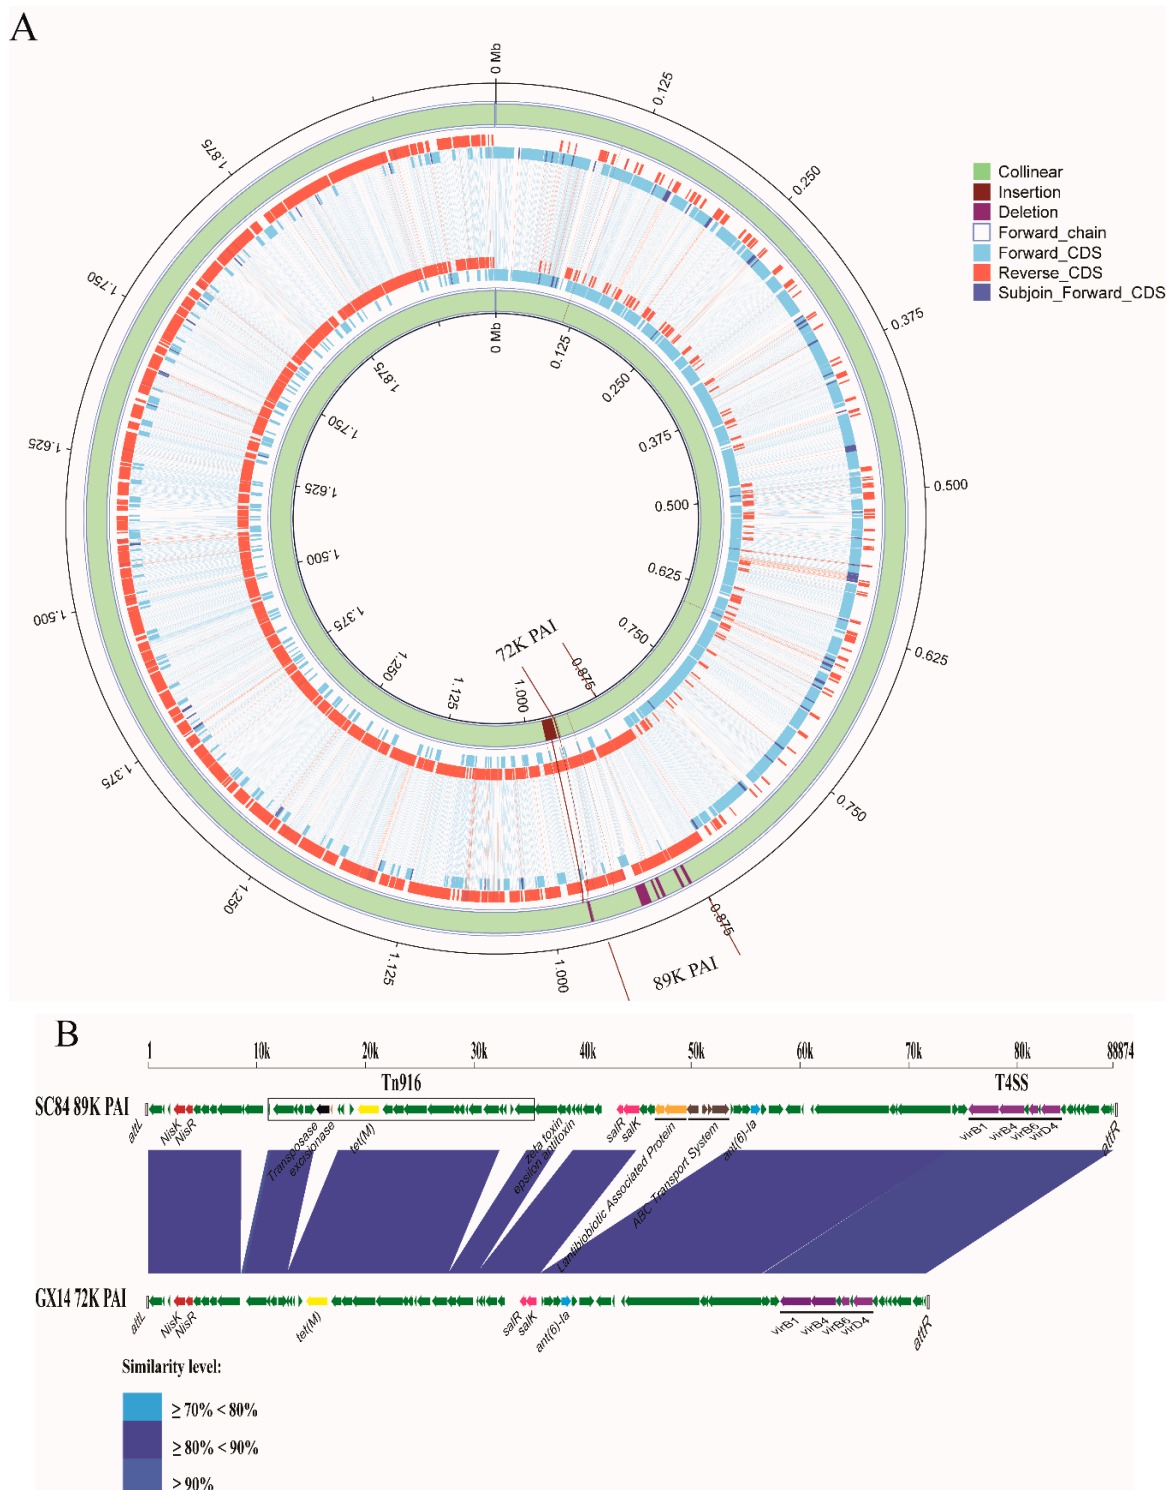 A
0 Mb
0.125
0.250
0.375
0.500
0.625
0.750
0.875
1.000
1.125
1.250
1.375
1.500
1.625
1.750
1.875
0 Mb
0.125
0.250
0.375
0.500
0.625
0.750
0.875
1.000
1.125
1.250
1.375
1.500
1.625
1.750
1.875
72K PAI
89K PAI
Collinear
Insertion
Deletion
Forward_chain
Forward_CDS
Reverse_CDS
Subjoin_Forward_CDS
B
1 10k 20k 30k 40k 50k 60k 70k 80k 88874
Tn916 T4SS
SC84 89K PAI
attL NisK NisR Transposase excisionase tet(M) zeta toxin epsilon antitoxin salR salK Lantibiobiotic Associated Protein ABC Transport System ant(6)-Ia virB1 virB4 virB6 virD4 attR
GX14 72K PAI
attL NisK NisR tet(M) salR salK ant(6)-Ia virB1 virB4 virB6 virD4 attR
Similarity level:
≥ 70% < 80%
≥ 80% < 90%
≥ 90%